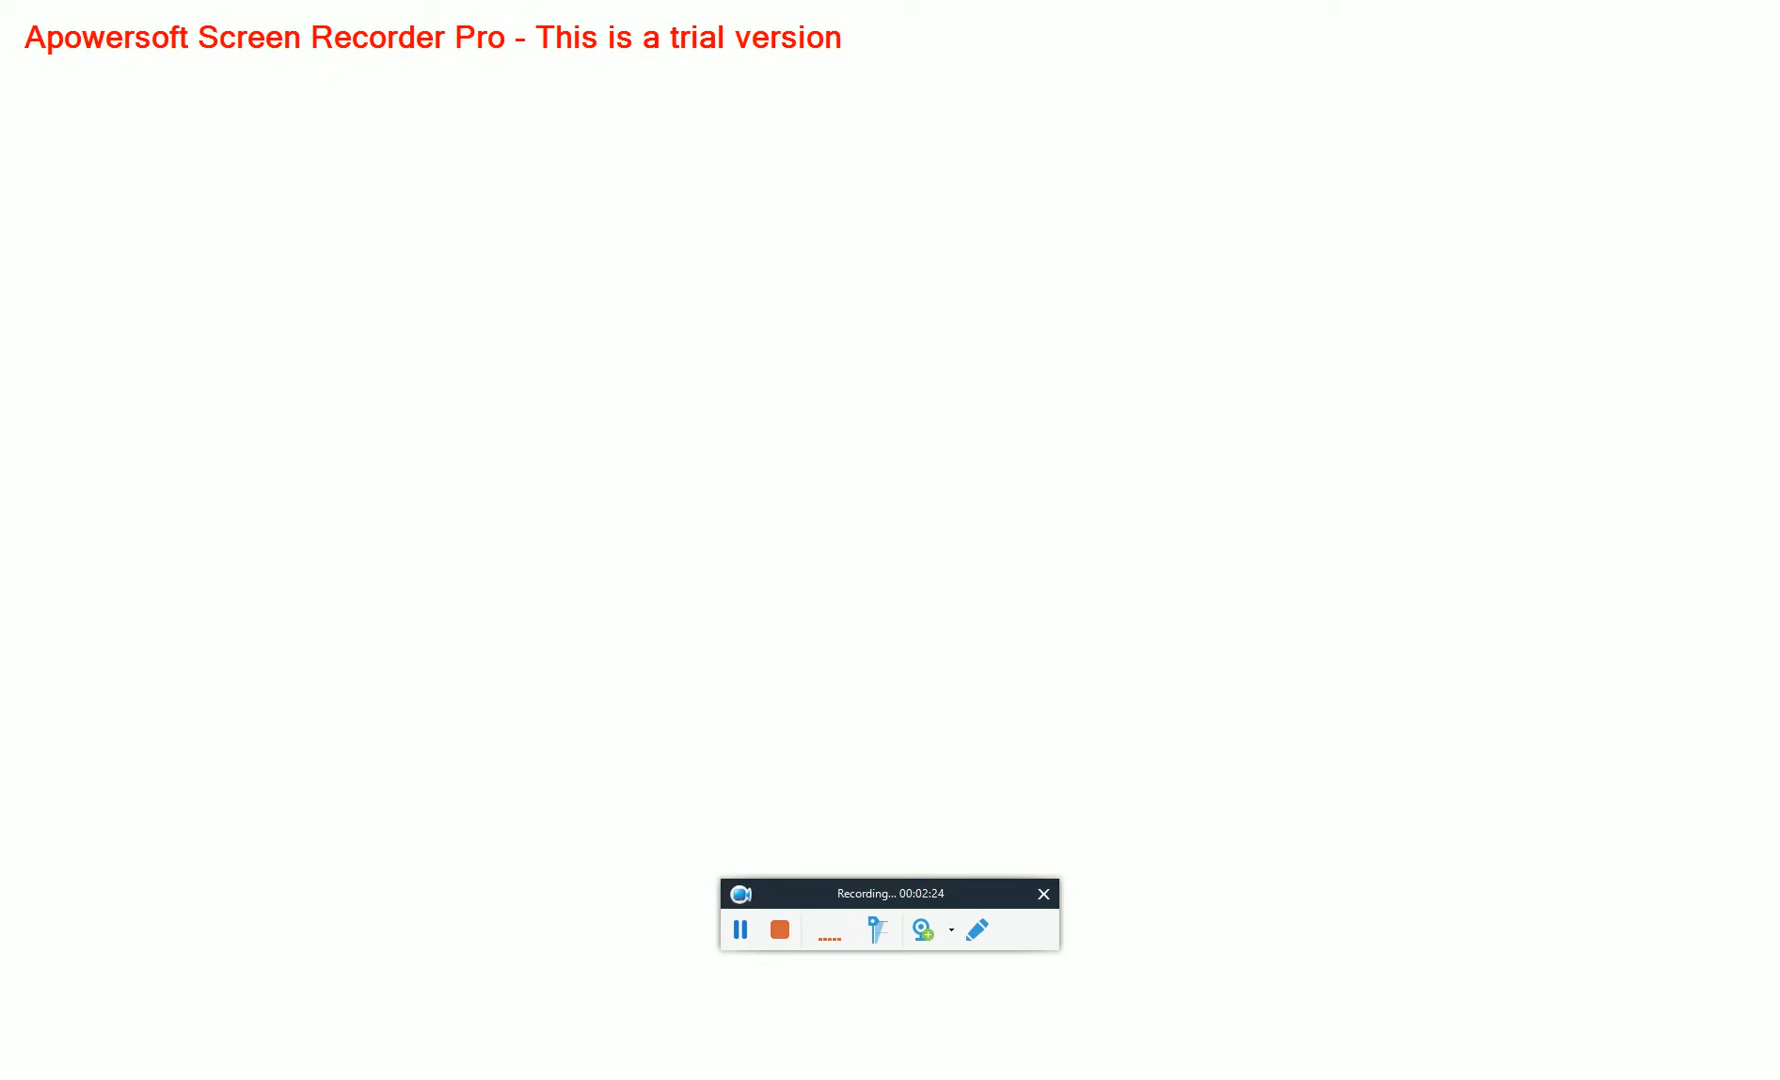 Apowersoft Screen Recorder Pro - This is a trial version
Recording... 00:02:24